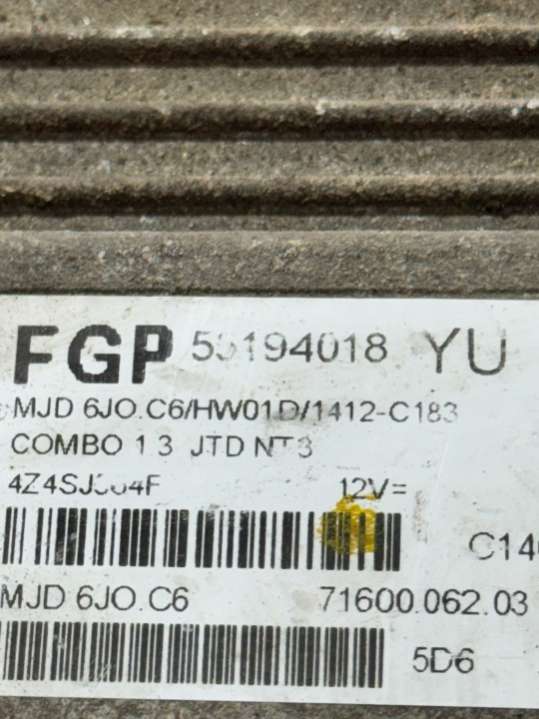 FGP 55194018 YU
MJD 6JO.C6/HW01D/1412-C183
COMBO 1.3 JTD
12V=
MJD 6JO.C6 71600.062.03
5D6